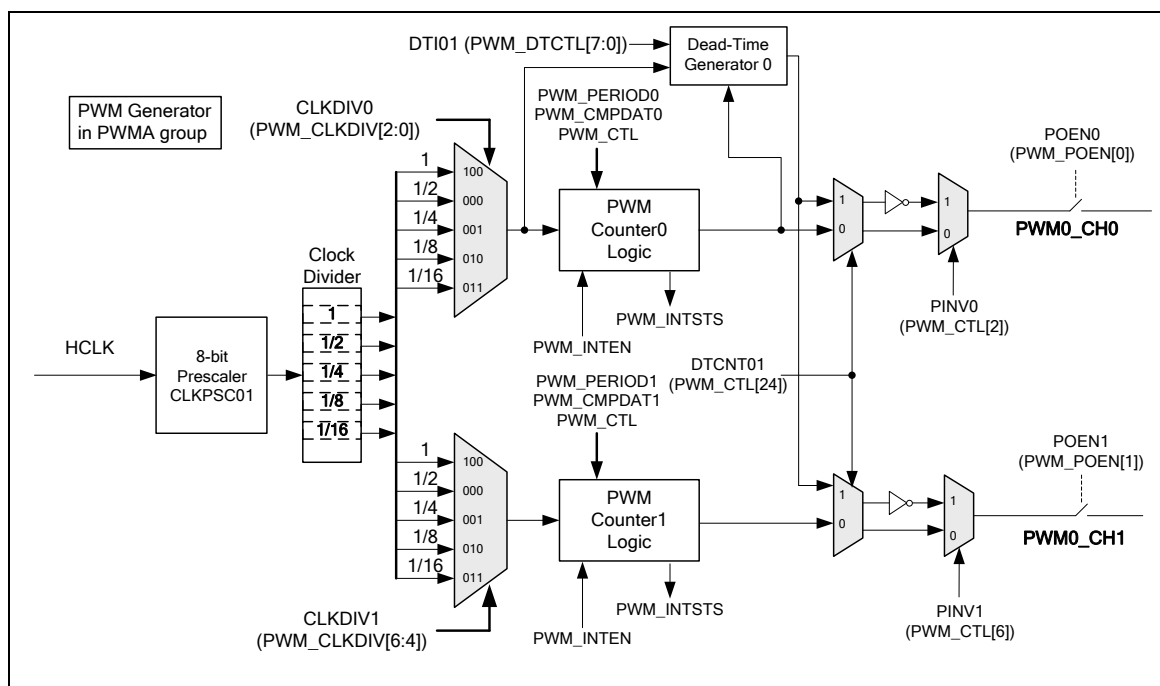 DTI01 (PWM_DTCTL[7:0])
Dead-Time
Generator 0
PWM Generator
in PWMA group
CLKDIV0
(PWM_CLKDIV[2:0])
PWM_PERIOD0
PWM_CMPDAT0
PWM_CTL
POEN0
(PWM_POEN[0])
1
1/2
1/4
1/8
1/16
100
000
001
010
011
PWM
Counter0
Logic
1
0
1
0
PWM0_CH0
Clock
Divider
1
1/2
1/4
1/8
1/16
HCLK
8-bit
Prescaler
CLKPSC01
PWM_INTSTS
PWM_INTEN
PINV0
(PWM_CTL[2])
DTCNT01
(PWM_CTL[24])
PWM_PERIOD1
PWM_CMPDAT1
PWM_CTL
POEN1
(PWM_POEN[1])
1
1/2
1/4
1/8
1/16
100
000
001
010
011
PWM
Counter1
Logic
1
0
1
0
PWM0_CH1
PWM_INTSTS
PWM_INTEN
CLKDIV1
(PWM_CLKDIV[6:4])
PINV1
(PWM_CTL[6])